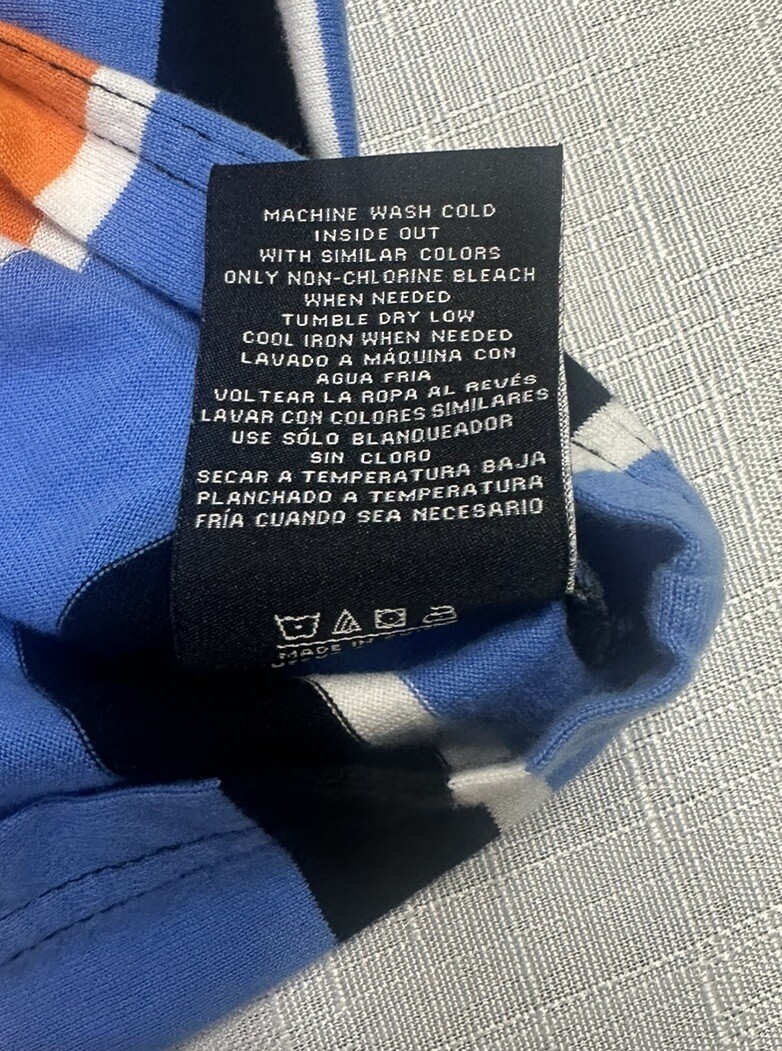 MACHINE WASH COLD
INSIDE OUT
WITH SIMILAR COLORS
ONLY NON-CHLORINE BLEACH
WHEN NEEDED
TUMBLE DRY LOW
COOL IRON WHEN NEEDED
LAVADO A MÁQUINA CON
AGUA FRIA
VOLTEAR LA ROPA AL REVÉS
LAVAR CON COLORES SIMILARES
USE SÓLO BLANQUEADOR
SIN CLORO
SECAR A TEMPERATURA BAJA
PLANCHADO A TEMPERATURA
FRÍA CUANDO SEA NECESARIO
MADE IN